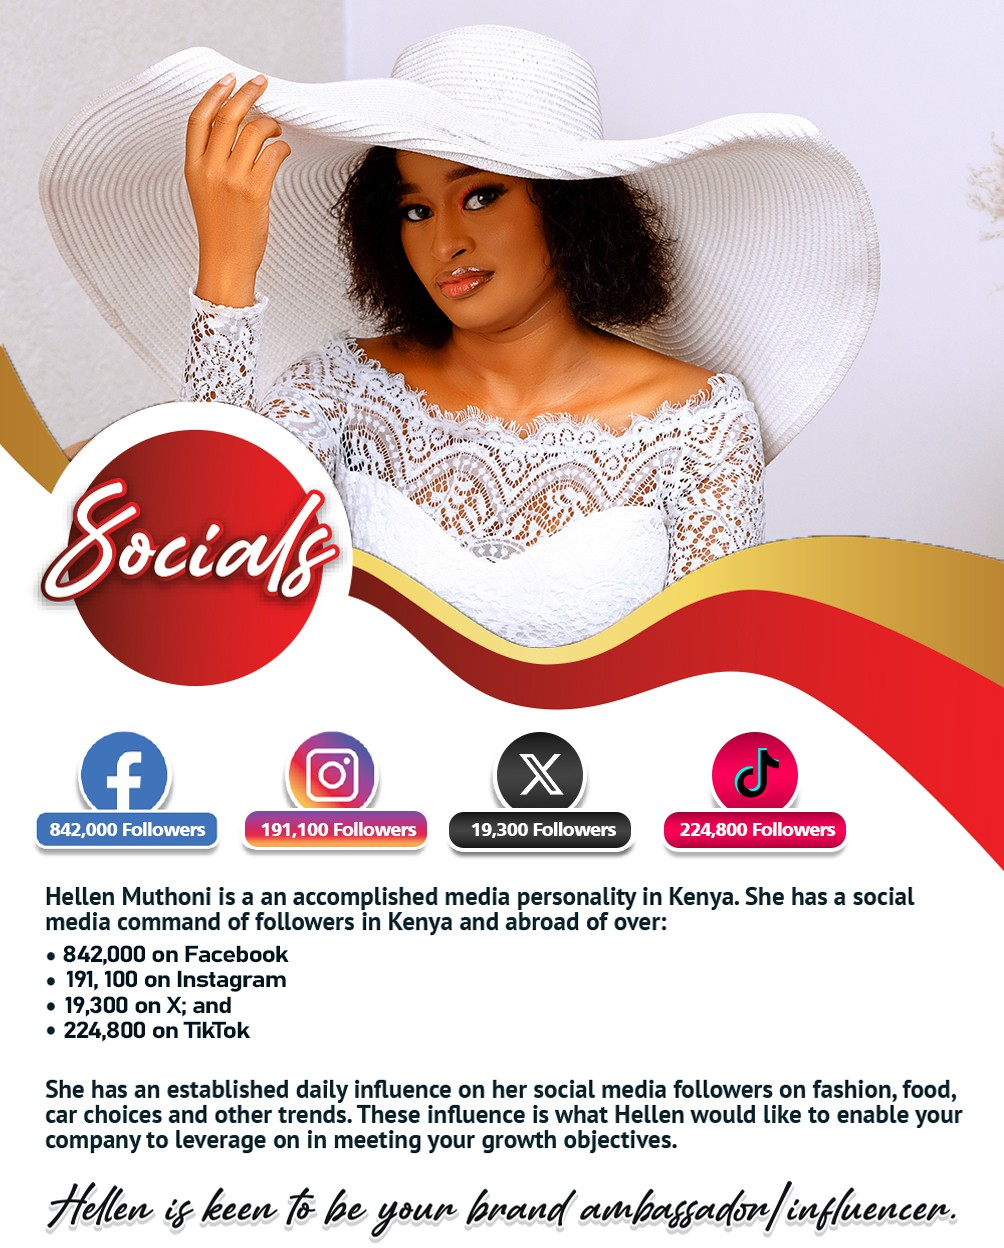 Socials
842,000 Followers
191,100 Followers
19,300 Followers
224,800 Followers
Hellen Muthoni is a an accomplished media personality in Kenya. She has a social
media command of followers in Kenya and abroad of over:
• 842,000 on Facebook
• 191, 100 on Instagram
• 19,300 on X; and
• 224,800 on TikTok
She has an established daily influence on her social media followers on fashion, food,
car choices and other trends. These influence is what Hellen would like to enable your
company to leverage on in meeting your growth objectives.
Hellen is keen to be your brand ambassador/influencer.